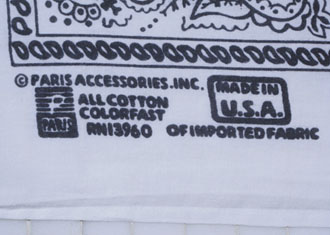 © PARIS ACCESSORIES. INC.
ALL COTTON
COLORFAST
PARIS
RN13960 OF IMPORTED FABRIC
MADE IN
U.S.A.